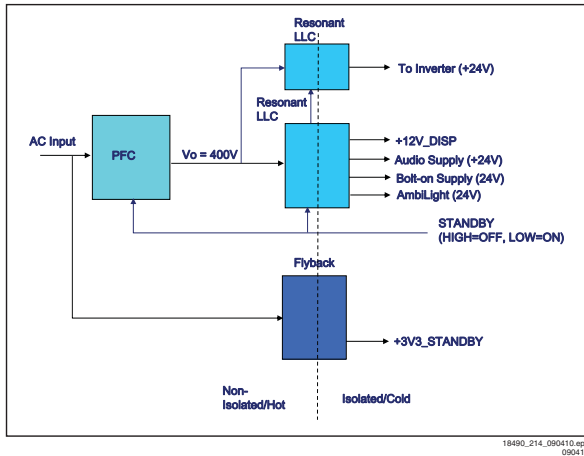 Resonant
LLC
To Inverter (+24V)
Resonant
LLC
AC Input
PFC
Vo = 400V
+12V_DISP
Audio Supply (+24V)
Bolt-on Supply (24V)
AmbiLight (24V)
STANDBY
(HIGH=OFF, LOW=ON)
Flyback
+3V3_STANDBY
Non-
Isolated/Hot
Isolated/Cold
18490_214_090410.ep
09041